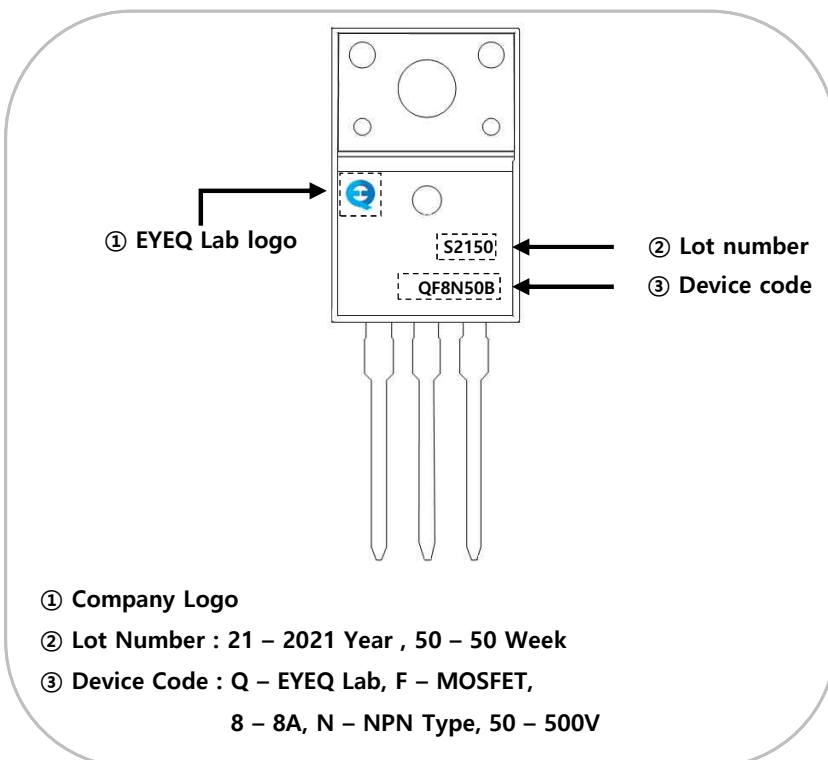 ① EYEQ Lab logo
S2150
② Lot number
QF8N50B
③ Device code
① Company Logo
② Lot Number : 21 – 2021 Year , 50 – 50 Week
③ Device Code : Q – EYEQ Lab, F – MOSFET,
8 – 8A, N – NPN Type, 50 – 500V